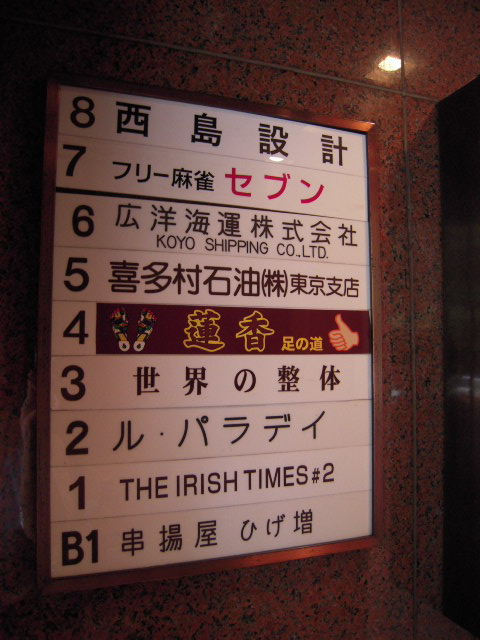 8 西島設計
7 フリー麻雀 セブン
6 広洋海運株式会社
KOYO SHIPPING CO.,LTD.
5 喜多村石油㈱東京支店
4 蓮香 足の道
3 世界の整体
2 ル・パラデイ
1 THE IRISH TIMES #2
B1 串揚屋 ひげ増